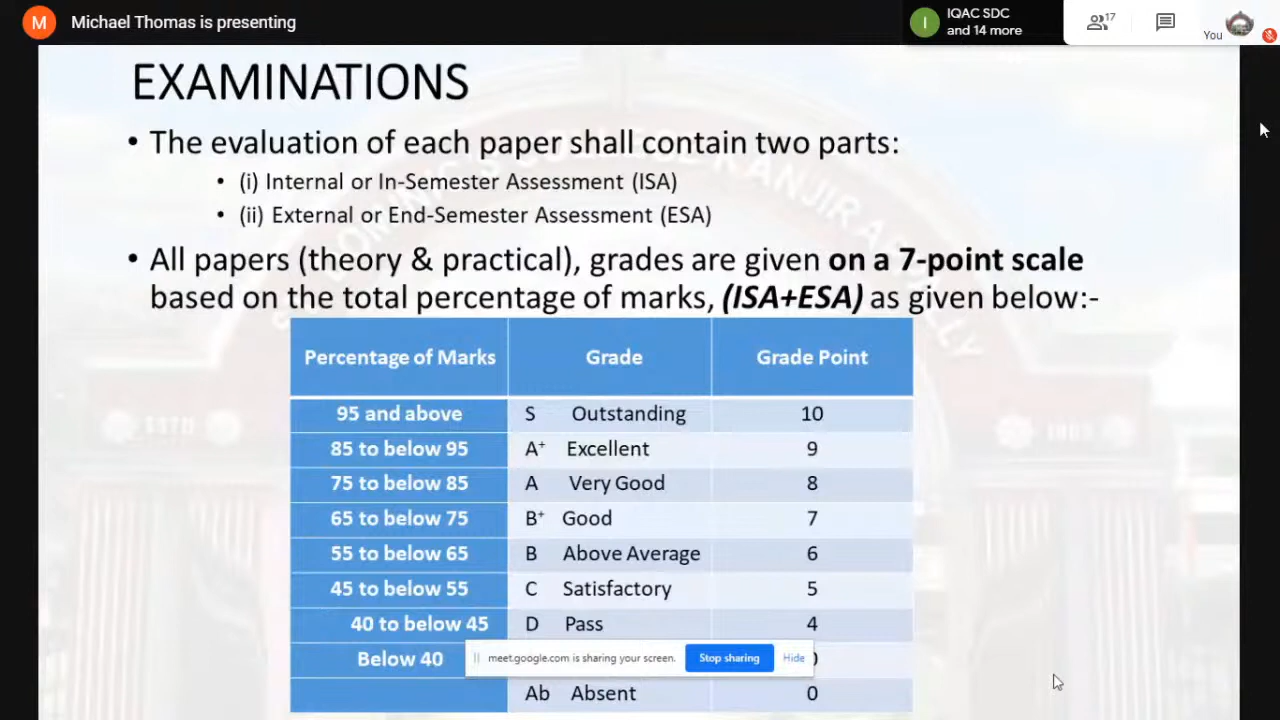 M Michael Thomas is presenting
I IQAC SDC
and 14 more
17
You
EXAMINATIONS
• The evaluation of each paper shall contain two parts:
• (i) Internal or In-Semester Assessment (ISA)
• (ii) External or End-Semester Assessment (ESA)
• All papers (theory & practical), grades are given on a 7-point scale
based on the total percentage of marks, (ISA+ESA) as given below:-
Percentage of Marks Grade Grade Point
95 and above S Outstanding 10
85 to below 95 A⁺ Excellent 9
75 to below 85 A Very Good 8
65 to below 75 B⁺ Good 7
55 to below 65 B Above Average 6
45 to below 55 C Satisfactory 5
40 to below 45 D Pass 4
Below 40
meet.google.com is sharing your screen. Stop sharing Hide
Ab Absent 0